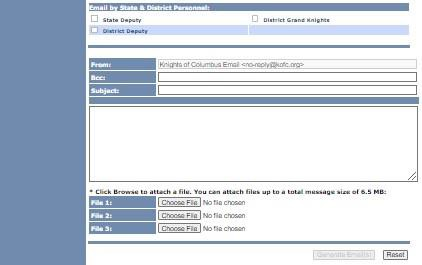 Email by State & District Personnel:
State Deputy
District Grand Knights
District Deputy
From: Knights of Columbus Email <no-reply@kofc.org>
Bcc:
Subject:
* Click Browse to attach a file. You can attach files up to a total message size of 6.5 MB:
File 1: Choose File No file chosen
File 2: Choose File No file chosen
File 3: Choose File No file chosen
Generate Email(s) Reset